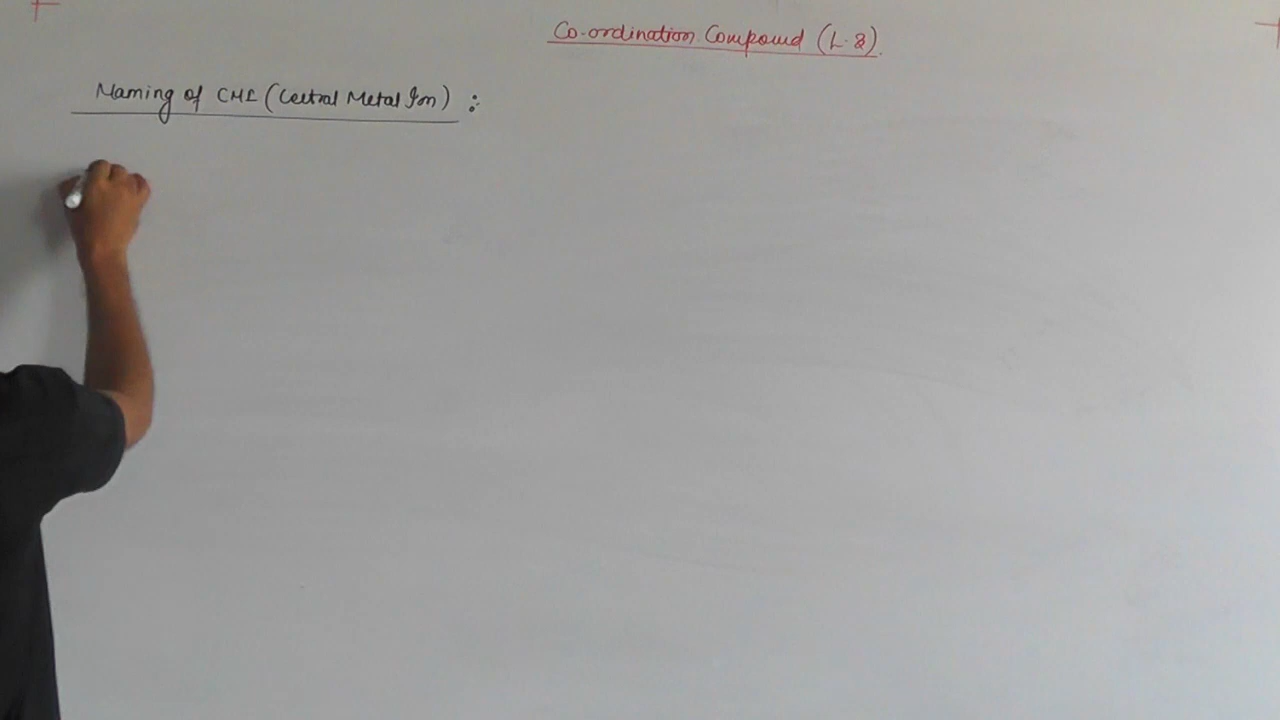 Co-ordination Compound (L-8).
Naming of CMI (Central Metal Ion) :